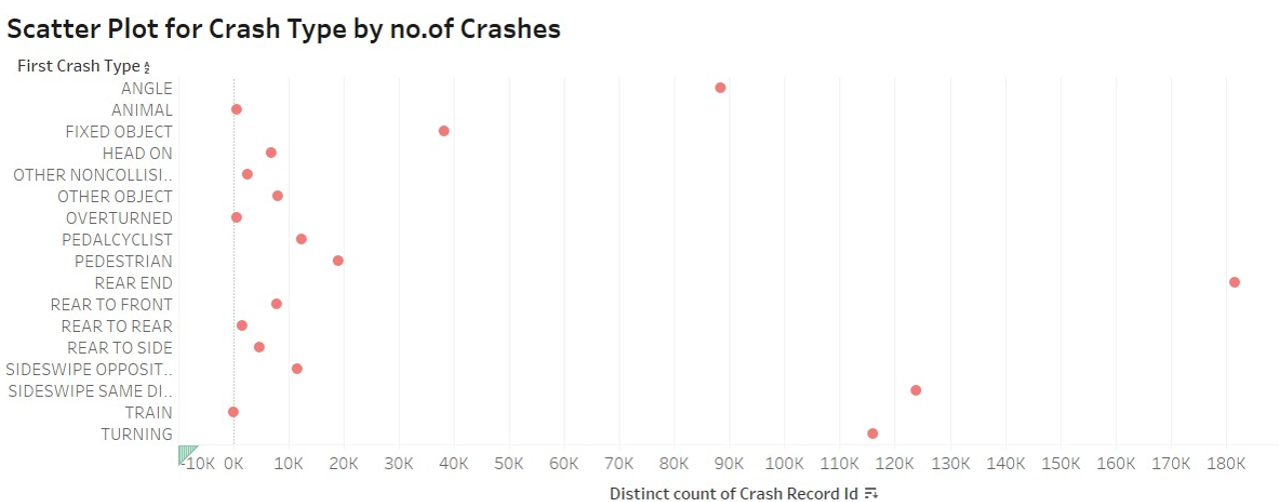 Scatter Plot for Crash Type by no.of Crashes
First Crash Type
ANGLE
ANIMAL
FIXED OBJECT
HEAD ON
OTHER NONCOLLISI..
OTHER OBJECT
OVERTURNED
PEDALCYCLIST
PEDESTRIAN
REAR END
REAR TO FRONT
REAR TO REAR
REAR TO SIDE
SIDESWIPE OPPOSIT..
SIDESWIPE SAME DI..
TRAIN
TURNING
-10K 0K 10K 20K 30K 40K 50K 60K 70K 80K 90K 100K 110K 120K 130K 140K 150K 160K 170K 180K
Distinct count of Crash Record Id